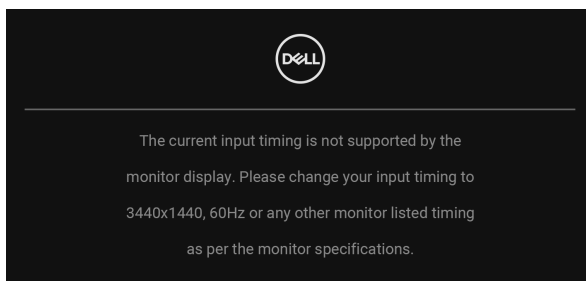 DELL
The current input timing is not supported by the
monitor display. Please change your input timing to
3440x1440, 60Hz or any other monitor listed timing
as per the monitor specifications.